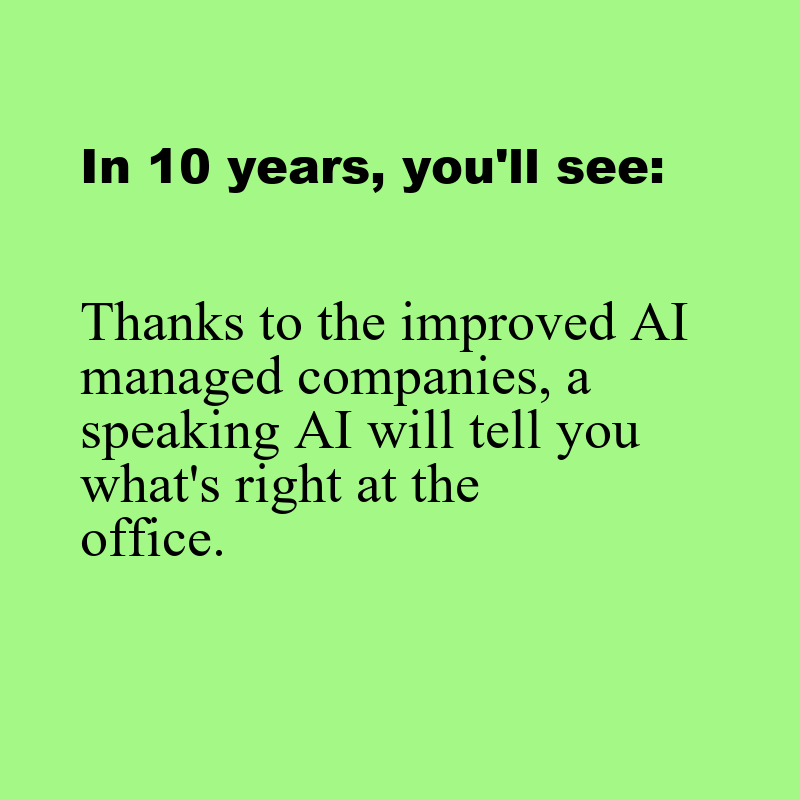 In 10 years, you'll see:
Thanks to the improved AI
managed companies, a
speaking AI will tell you
what's right at the
office.